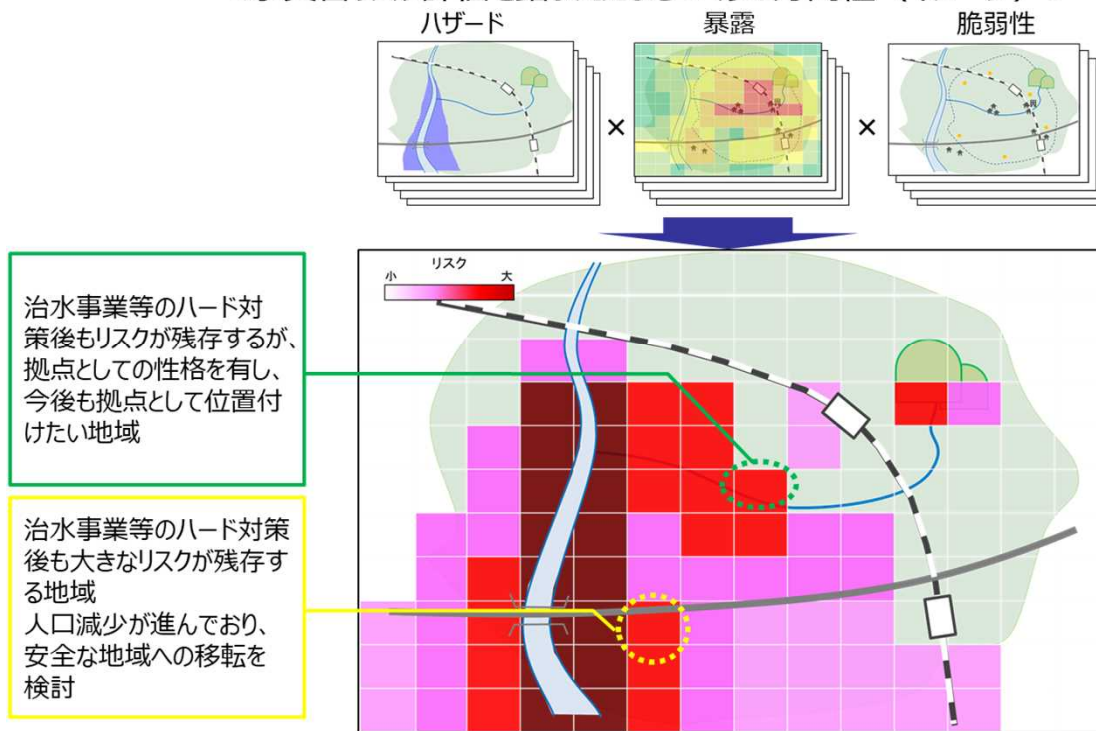 ハザード
暴露
脆弱性
×
×
リスク
小
大
治水事業等のハード対
策後もリスクが残存するが、
拠点としての性格を有し、
今後も拠点として位置付
けたい地域
治水事業等のハード対策
後も大きなリスクが残存す
る地域
人口減少が進んでおり、
安全な地域への移転を
検討